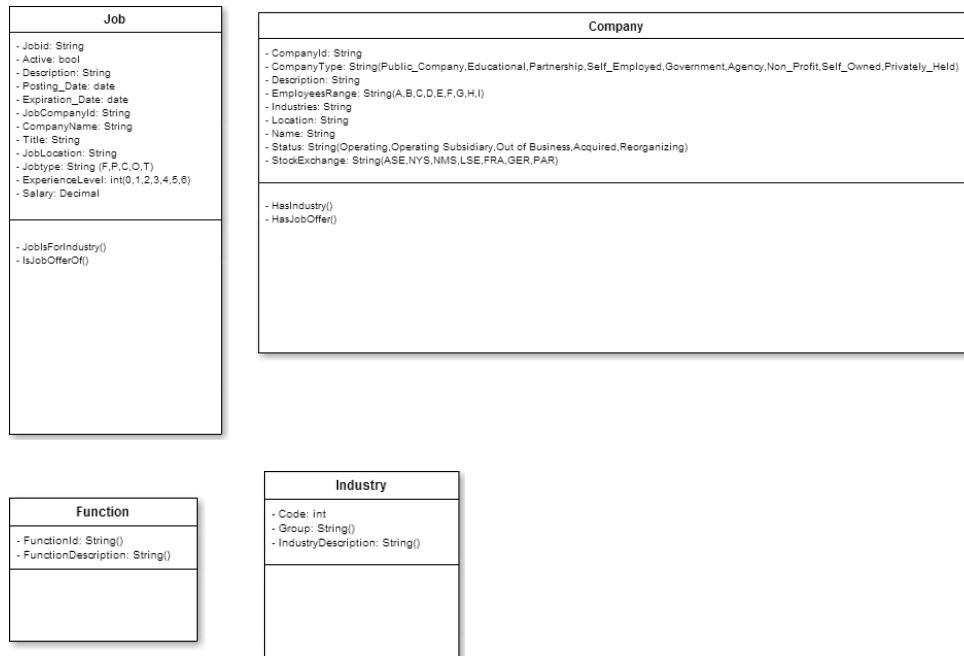 Job
- Jobid: String
- Active: bool
- Description: String
- Posting_Date: date
- Expiration_Date: date
- JobCompanyId: String
- CompanyName: String
- Title: String
- JobLocation: String
- Jobtype: String (F,P,C,O,T)
- ExperienceLevel: int(0,1,2,3,4,5,6)
- Salary: Decimal
- JobIsForIndustry()
- IsJobOfferOf()
Company
- CompanyId: String
- CompanyType: String(Public_Company,Educational,Partnership,Self_Employed,Government,Agency,Non_Profit,Self_Owned,Privately_Held)
- Description: String
- EmployeesRange: String(A,B,C,D,E,F,G,H,I)
- Industries: String
- Location: String
- Name: String
- Status: String(Operating,Operating Subsidiary,Out of Business,Acquired,Reorganizing)
- StockExchange: String(ASE,NYS,NMS,LSE,FRA,GER,PAR)
- HasIndustry()
- HasJobOffer()
Function
- FunctionId: String()
- FunctionDescription: String()
Industry
- Code: int
- Group: String()
- IndustryDescription: String()